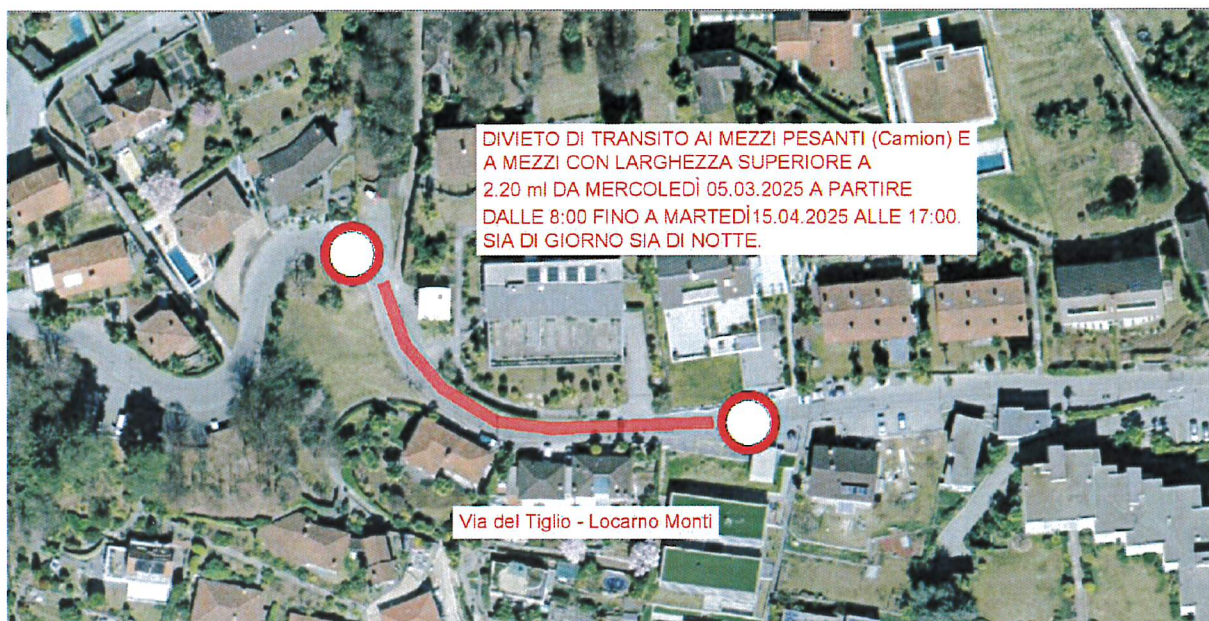 DIVIETO DI TRANSITO AI MEZZI PESANTI (Camion) E
A MEZZI CON LARGHEZZA SUPERIORE A
2.20 ml DA MERCOLEDÌ 05.03.2025 A PARTIRE
DALLE 8:00 FINO A MARTEDÌ15.04.2025 ALLE 17:00.
SIA DI GIORNO SIA DI NOTTE.
Via del Tiglio - Locarno Monti